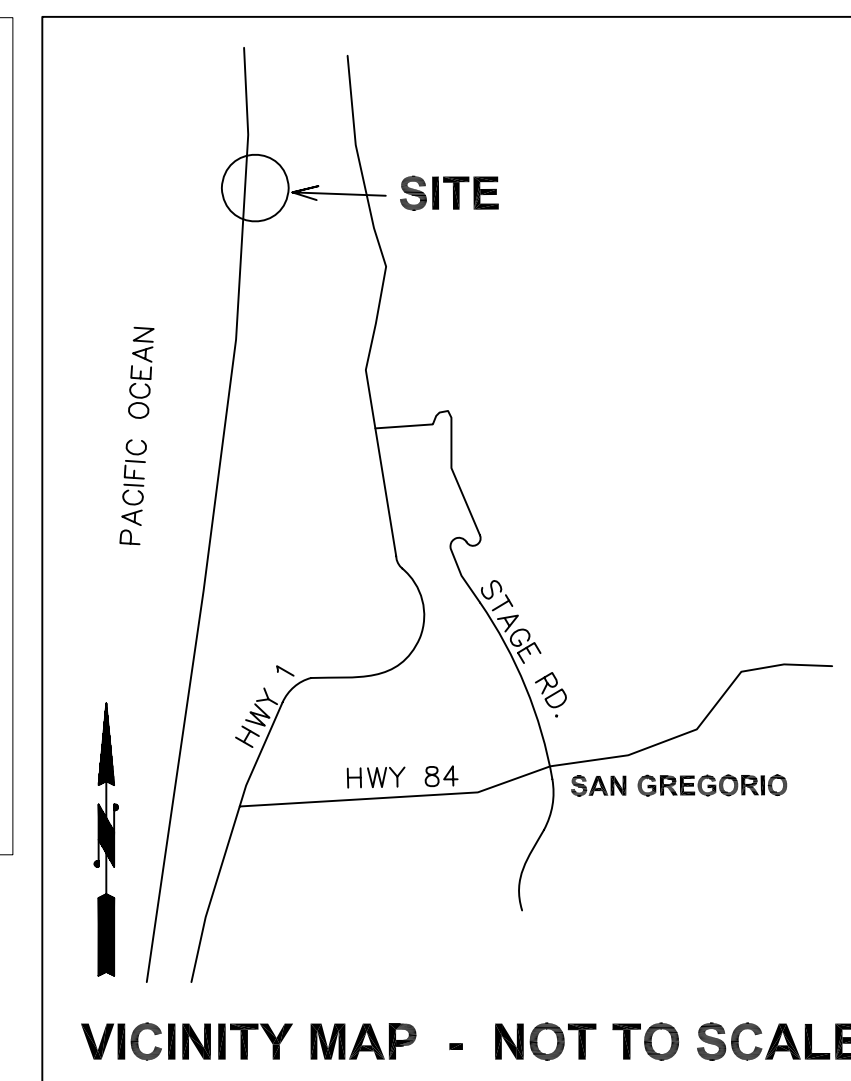 SITE
PACIFIC OCEAN
STAGE RD.
HWY 1
HWY 84
SAN GREGORIO
N
VICINITY MAP - NOT TO SCALE